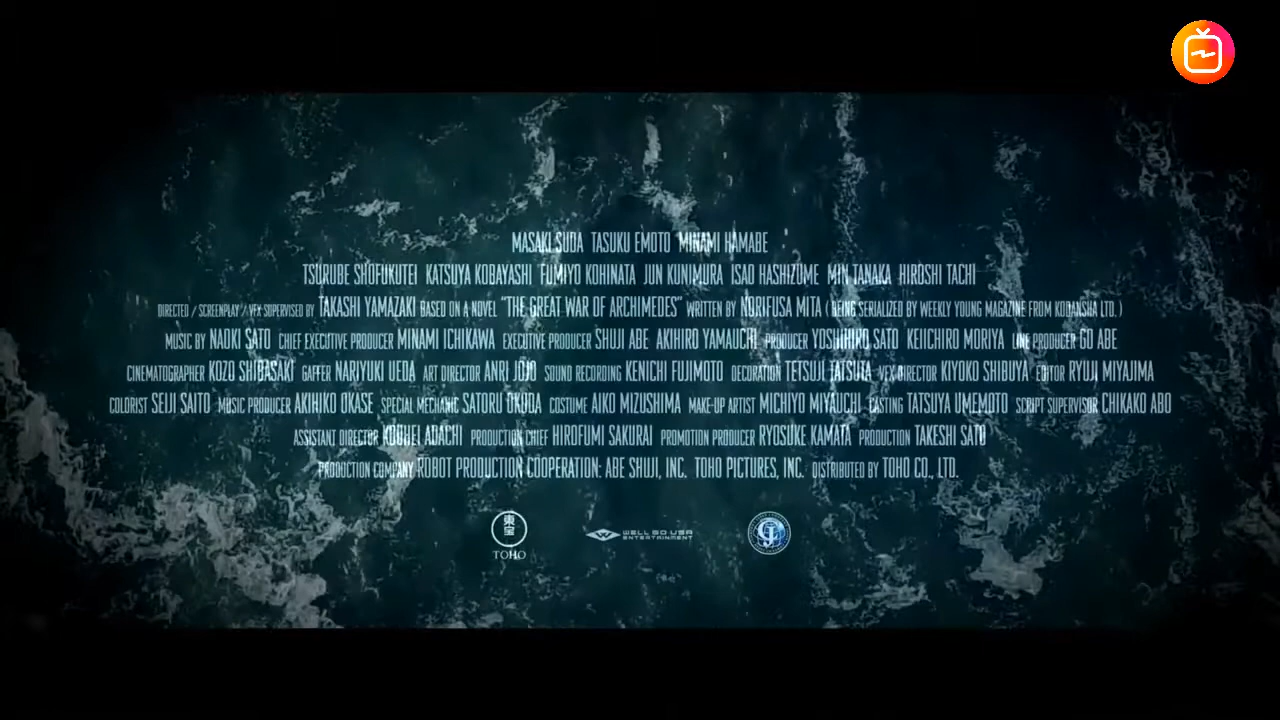 MASAKI SUDA TASUKU EMOTO MINAMI HAMABE
TSURUBE SHOFUKUTEI KATSUYA KOBAYASHI FUMIYO KOHINATA JUN KUNIMURA ISAO HASHIZUME MIN TANAKA HIROSHI TACHI
DIRECTED / SCREENPLAY / VFX SUPERVISED BY TAKASHI YAMAZAKI BASED ON A NOVEL "THE GREAT WAR OF ARCHIMEDES" WRITTEN BY NORIFUSA MITA ( BEING SERIALIZED BY WEEKLY YOUNG MAGAZINE FROM KODANSHA LTD. )
MUSIC BY NAOKI SATO CHIEF EXECUTIVE PRODUCER MINAMI ICHIKAWA EXECUTIVE PRODUCER SHUJI ABE AKIHIRO YAMAUCHI PRODUCER YOSHIHIRO SATO KEIICHIRO MORIYA LINE PRODUCER GO ABE
CINEMATOGRAPHER KOZO SHIBASAKI GAFFER NARIYUKI UEDA ART DIRECTOR ANRI JOJO SOUND RECORDING KENICHI FUJIMOTO DECORATION TETSUJI TATSUTA VFX DIRECTOR KIYOKO SHIBUYA EDITOR RYUJI MIYAJIMA
COLORIST SEIJI SAITO MUSIC PRODUCER AKIHIKO OKASE SPECIAL MECHANIC SATORU OKUDA COSTUME AIKO MIZUSHIMA MAKE-UP ARTIST MICHIYO MIYAUCHI CASTING TATSUYA UMEMOTO SCRIPT SUPERVISOR CHIKAKO ABO
ASSISTANT DIRECTOR KOUHEI ADACHI PRODUCTION CHIEF HIROFUMI SAKURAI PROMOTION PRODUCER RYOSUKE KAMATA PRODUCTION TAKESHI SATO
PRODUCTION COMPANY ROBOT PRODUCTION COOPERATION: ABE SHUJI, INC. TOHO PICTURES, INC. DISTRIBUTED BY TOHO CO., LTD.
東宝
TOHO
WELL GO USA
ENTERTAINMENT